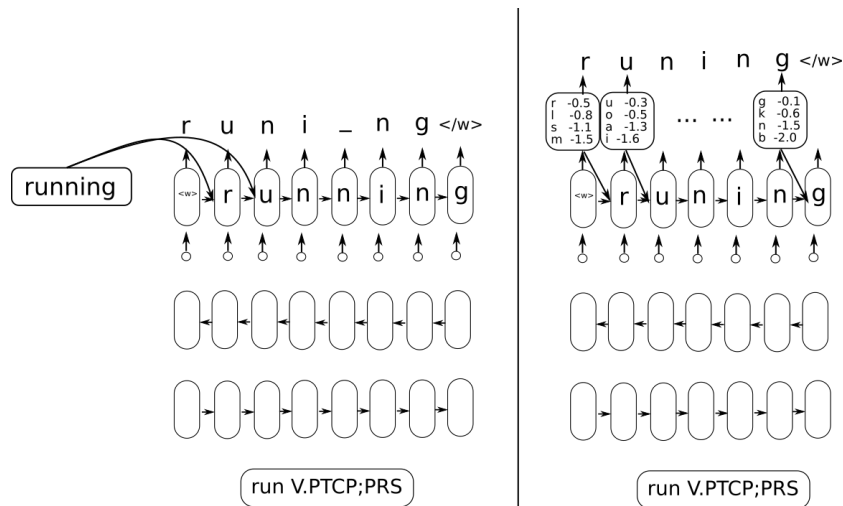 r u n i _ n g </w>
running
<w> r u n n i n g
run V.PTCP;PRS
r u n i n g </w>
r -0.5 u -0.3 g -0.1
l -0.8 o -0.5 k -0.6
s -1.1 a -1.3 ... ... n -1.5
m -1.5 i -1.6 b -2.0
<w> r u n i n g
run V.PTCP;PRS